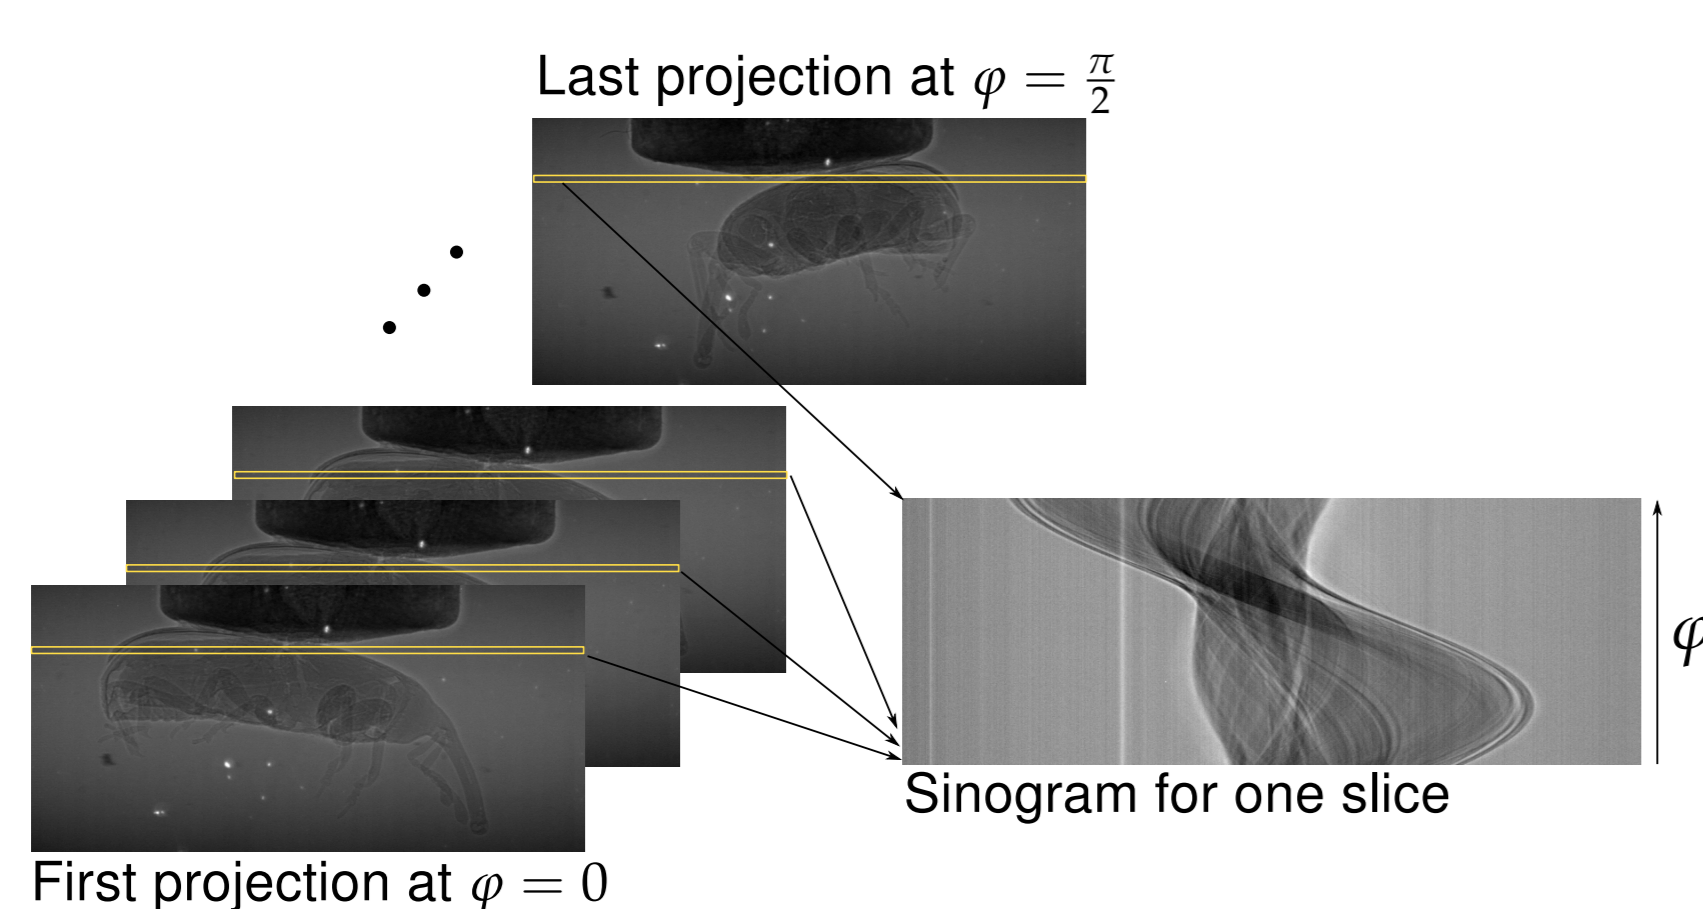 Last projection at φ = π/2
φ
Sinogram for one slice
First projection at φ = 0